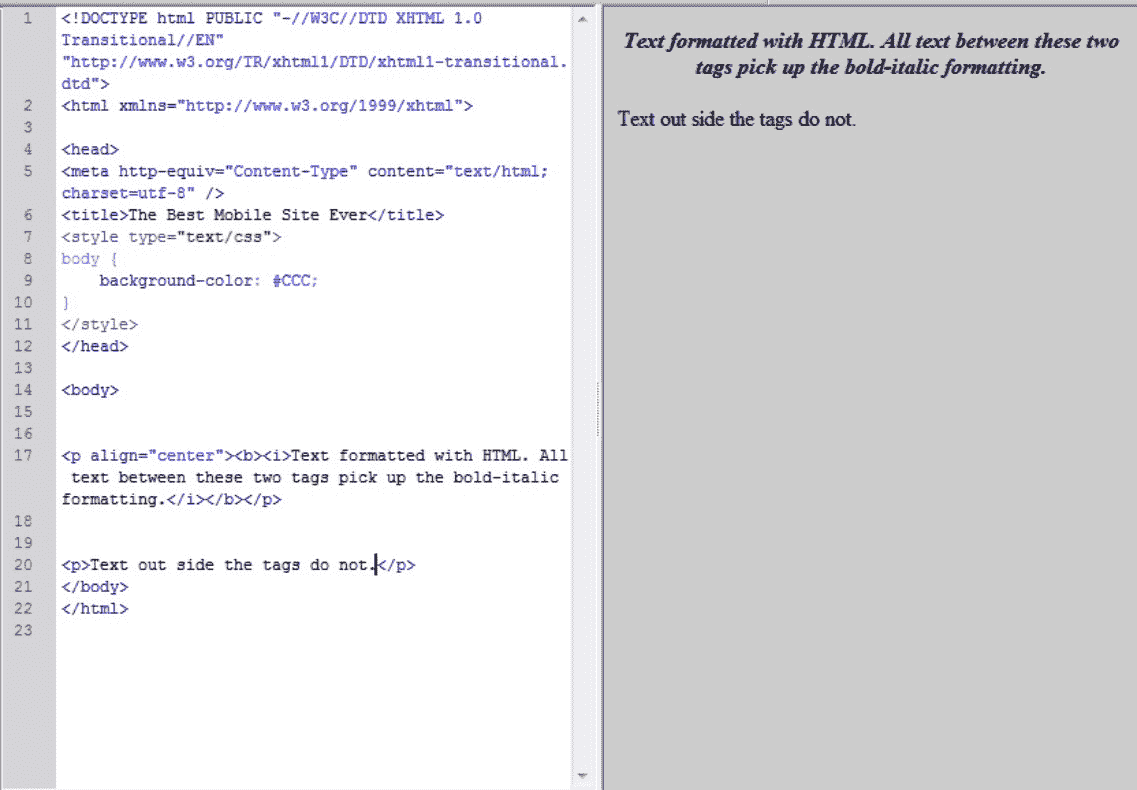 1 <!DOCTYPE html PUBLIC "-//W3C//DTD XHTML 1.0
Transitional//EN"
"http://www.w3.org/TR/xhtml1/DTD/xhtml1-transitional.
dtd">
2 <html xmlns="http://www.w3.org/1999/xhtml">
3
4 <head>
5 <meta http-equiv="Content-Type" content="text/html;
charset=utf-8" />
6 <title>The Best Mobile Site Ever</title>
7 <style type="text/css">
8 body {
9 background-color: #CCC;
10 }
11 </style>
12 </head>
13
14 <body>
15
16
17 <p align="center"><b><i>Text formatted with HTML. All
text between these two tags pick up the bold-italic
formatting.</i></b></p>
18
19
20 <p>Text out side the tags do not.</p>
21 </body>
22 </html>
23
Text formatted with HTML. All text between these two
tags pick up the bold-italic formatting.
Text out side the tags do not.